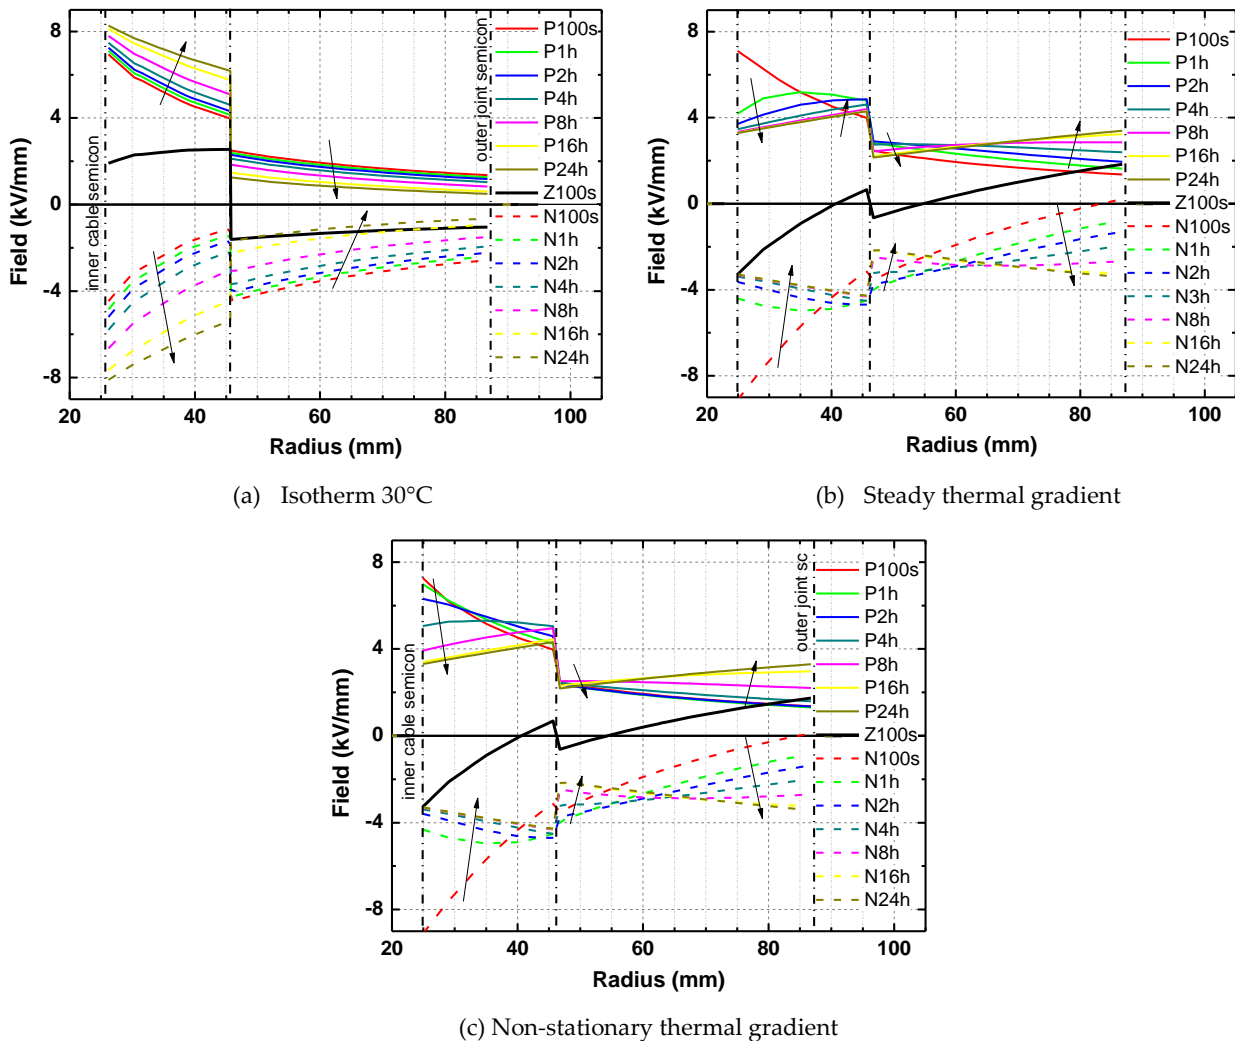 8
4
0
-4
-8
20
40
60
80
100
Field (kV/mm)
Radius (mm)
inner cable semicon
outer joint semicon
P100s
P1h
P2h
P4h
P8h
P16h
P24h
Z100s
N100s
N1h
N2h
N4h
N8h
N16h
N24h
(a) Isotherm 30°C
8
4
0
-4
-8
20
40
60
80
100
Field (kV/mm)
Radius (mm)
P100s
P1h
P2h
P4h
P8h
P16h
P24h
Z100s
N100s
N1h
N2h
N3h
N8h
N16h
N24h
(b) Steady thermal gradient
8
4
0
-4
-8
20
40
60
80
100
Field (kV/mm)
Radius (mm)
inner cable semicon
outer joint sc
P100s
P1h
P2h
P4h
P8h
P16h
P24h
Z100s
N100s
N1h
N2h
N4h
N8h
N16h
N24h
(c) Non-stationary thermal gradient